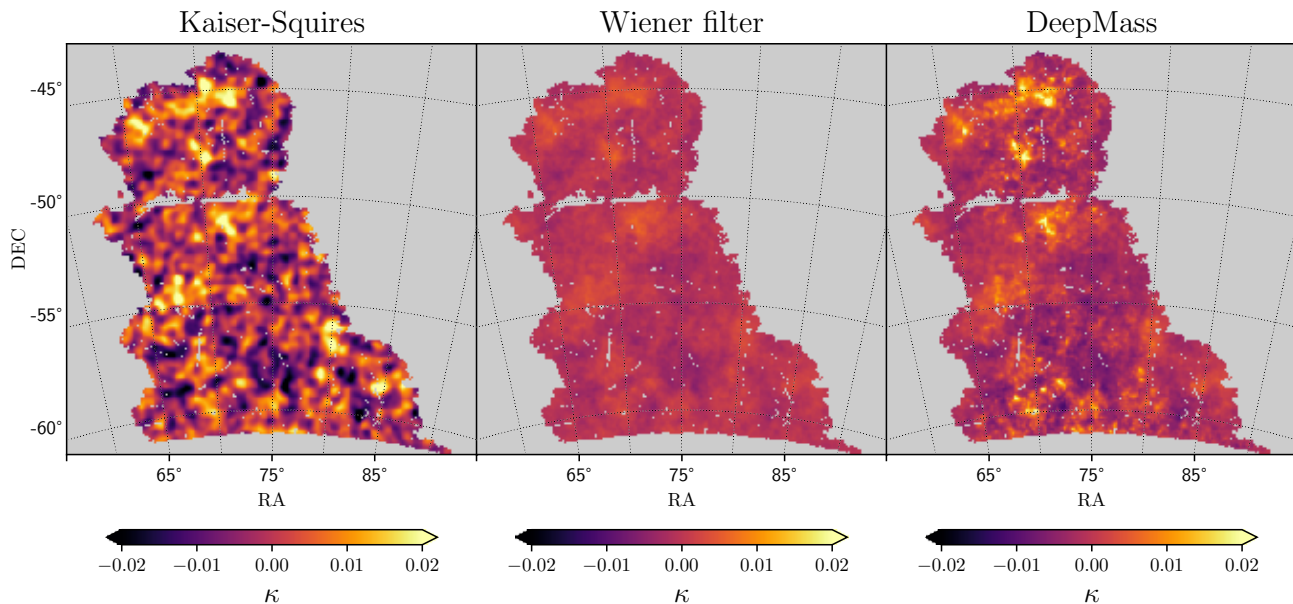 Kaiser-Squires Wiener filter DeepMass
-45°
-50°
-55°
-60°
DEC
65° 75° 85° 65° 75° 85° 65° 75° 85°
RA RA RA
−0.02 −0.01 0.00 0.01 0.02 −0.02 −0.01 0.00 0.01 0.02 −0.02 −0.01 0.00 0.01 0.02
κ κ κ